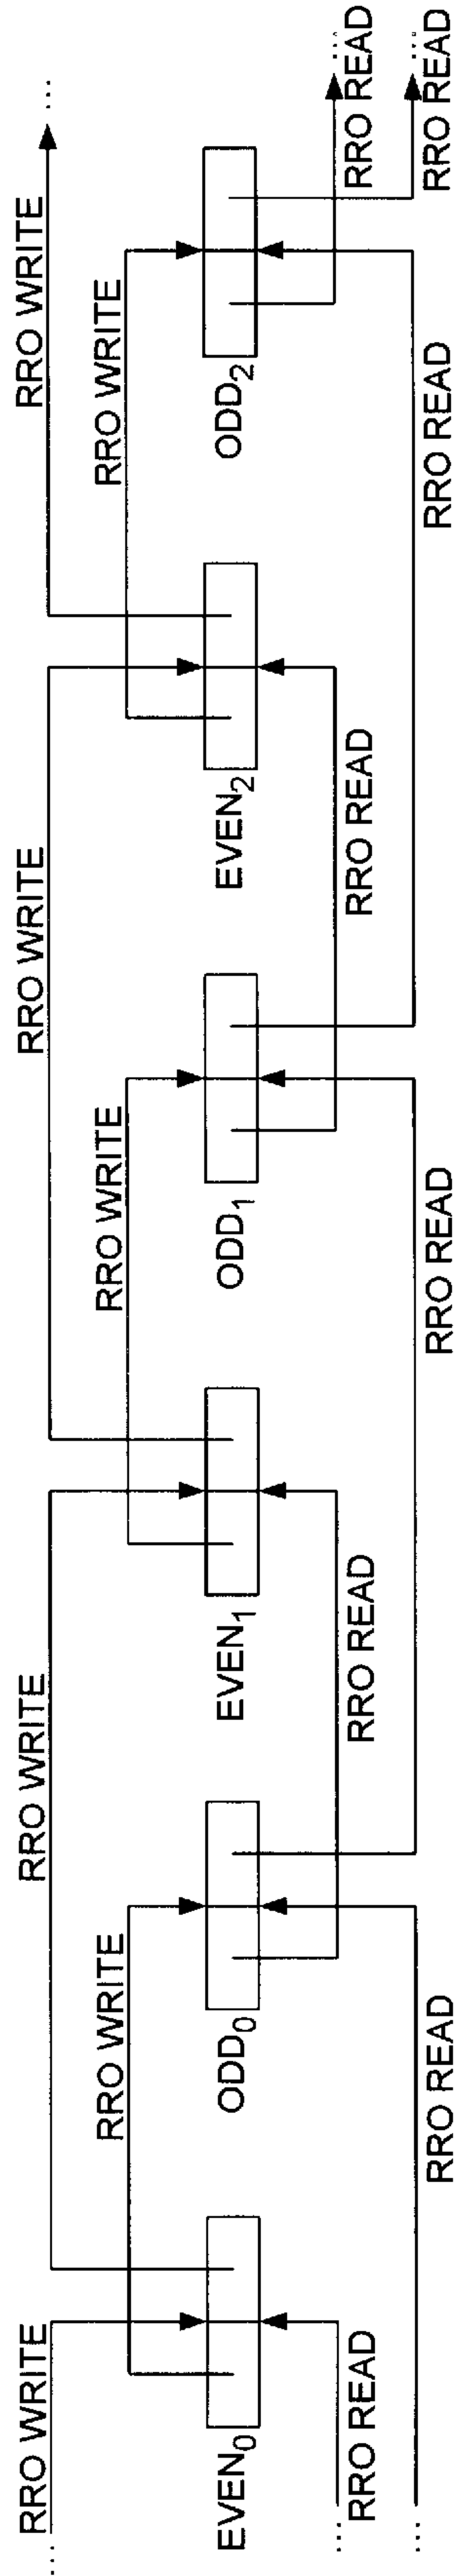 ... RRO WRITE
RRO WRITE
RRO WRITE
RRO WRITE ...
RRO WRITE
RRO WRITE
RRO WRITE
EVEN₀
ODD₀
EVEN₁
ODD₁
EVEN₂
ODD₂
... RRO READ
RRO READ
RRO READ
RRO READ ...
... RRO READ
RRO READ
RRO READ
RRO READ ...